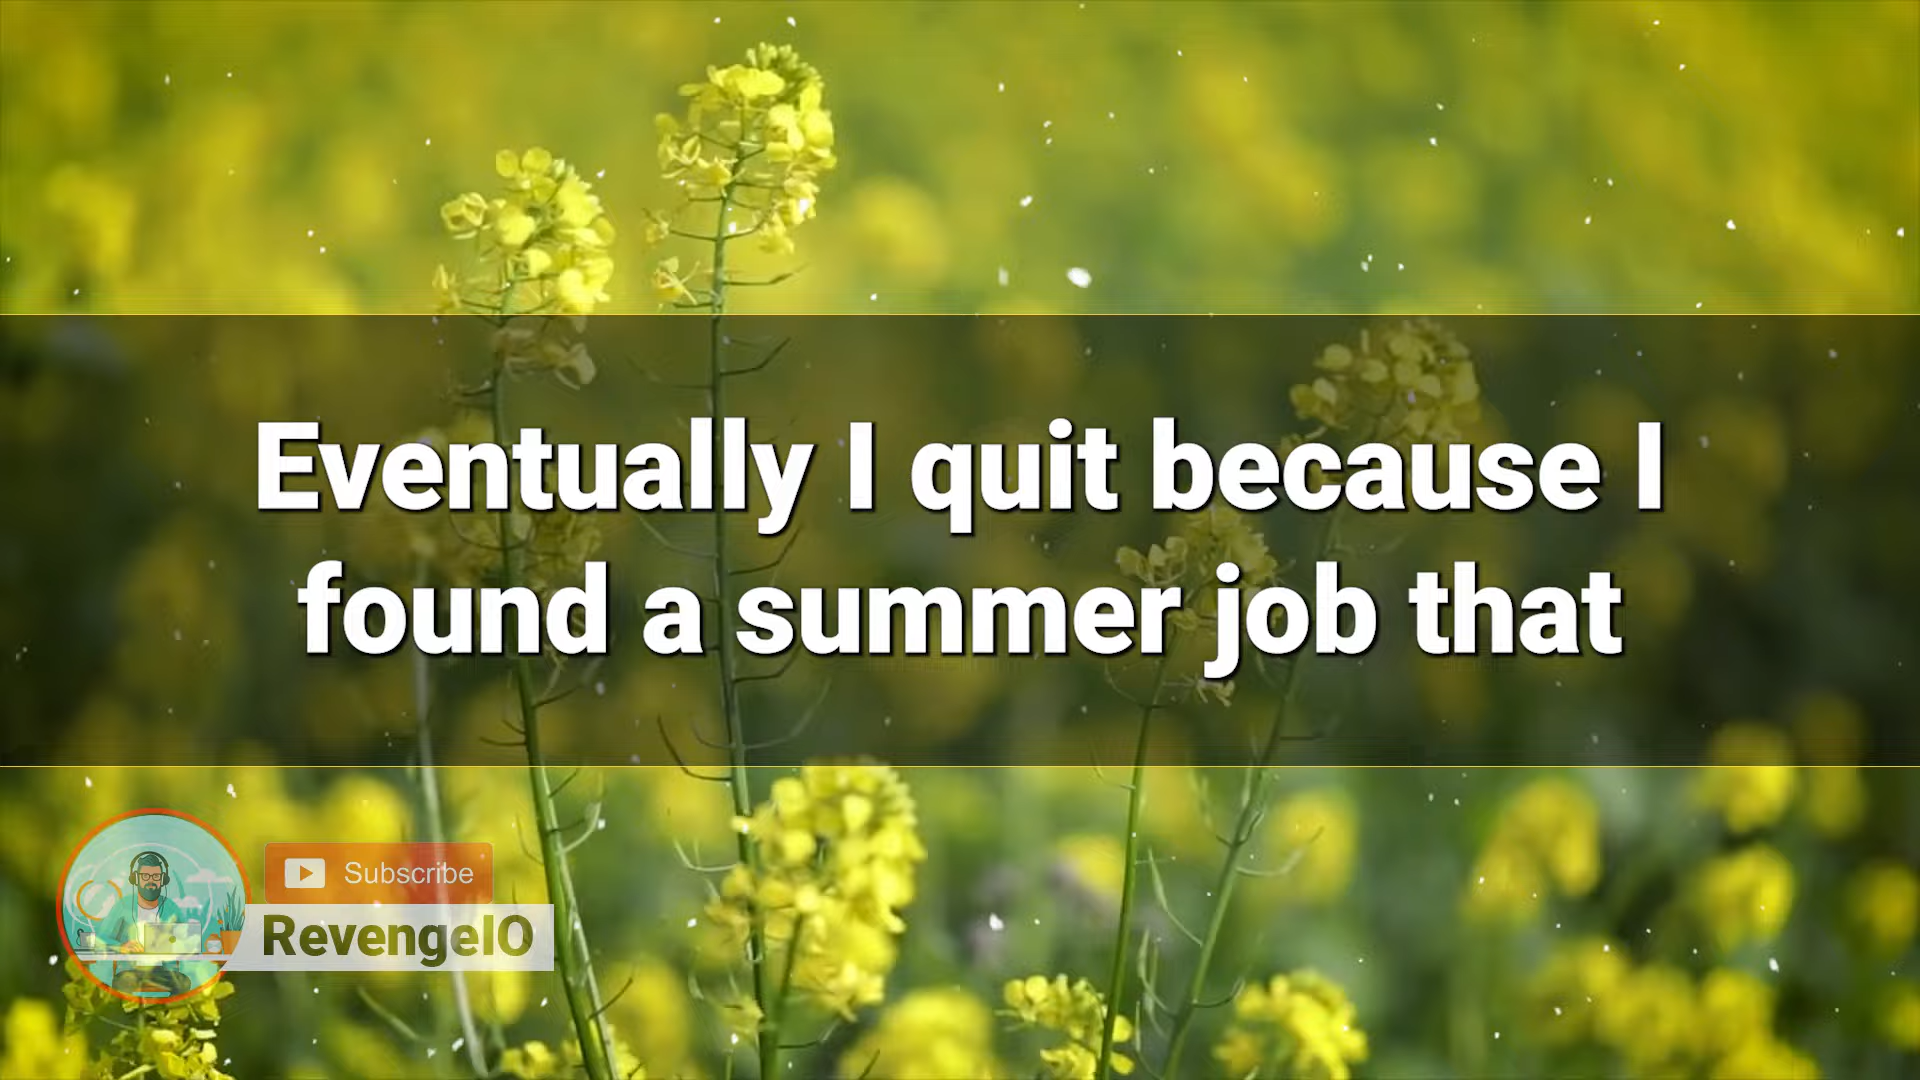 Eventually I quit because I
found a summer job that
Subscribe
RevengeIO